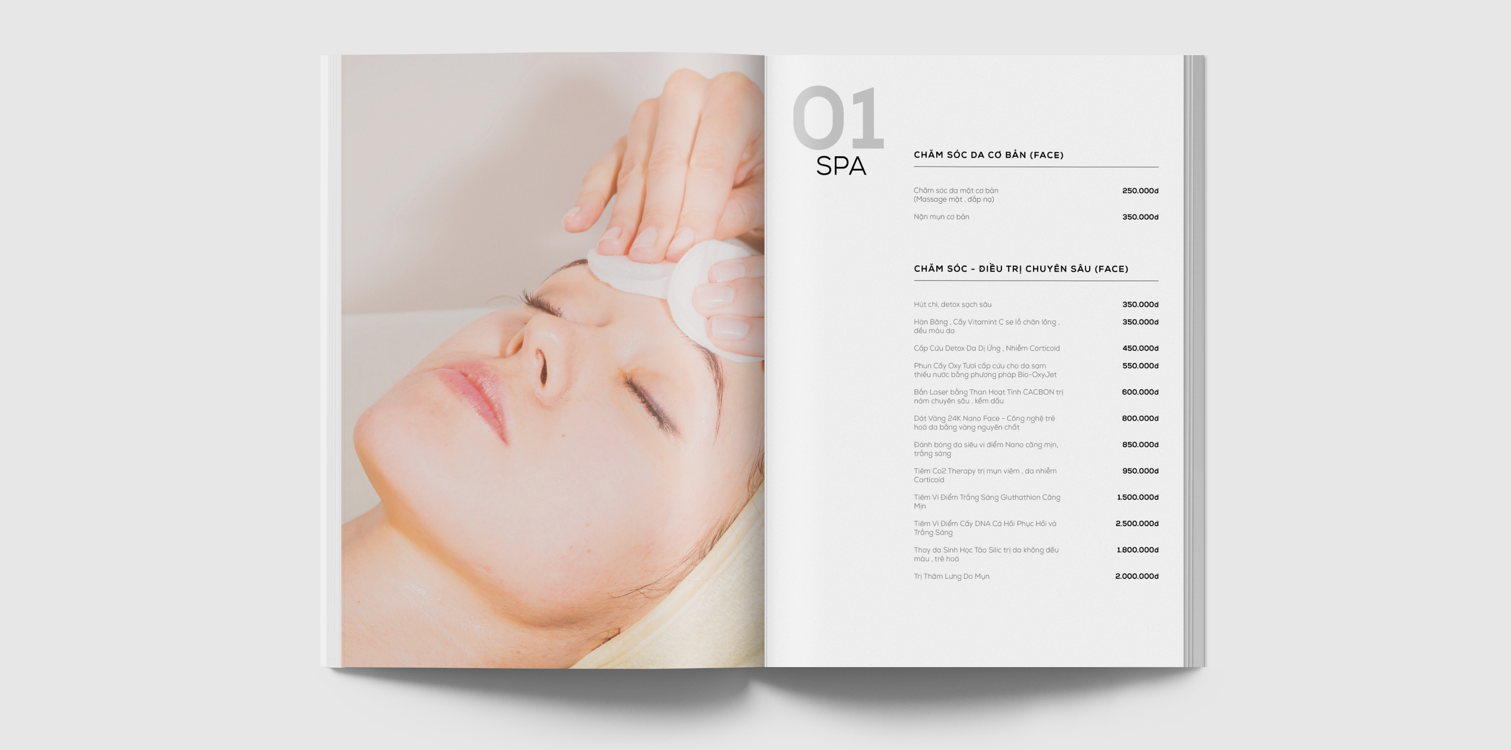 01
SPA
CHĂM SÓC DA CƠ BẢN (FACE)
Chăm sóc da mặt cơ bản 250.000đ
(Massage mặt , đắp nạ)
Nặn mụn cơ bản 350.000đ
CHĂM SÓC - ĐIỀU TRỊ CHUYÊN SÂU (FACE)
Hút chì, detox sạch sâu 350.000đ
Hàn Băng , Cấy Vitamint C se lỗ chân lông , 350.000đ
đều màu da
Cấp Cứu Detox Da Dị Ứng , Nhiễm Corticoid 450.000đ
Phun Cấy Oxy Tươi cấp cứu cho da sạm 550.000đ
thiếu nước bằng phương pháp Bio-OxyJet
Bắn Laser bằng Than Hoạt Tính CACBON trị 600.000đ
nám chuyên sâu , kềm dầu
Dát Vàng 24K Nano Face - Công nghệ trẻ 800.000đ
hoá da bằng vàng nguyên chất
Đánh bóng da siêu vi điểm Nano căng mịn, 850.000đ
trắng sáng
Tiêm Co2 Therapy trị mụn viêm , da nhiễm 950.000đ
Corticoid
Tiêm Vi Điểm Trắng Sáng Gluthathion Căng 1.500.000đ
Mịn
Tiêm Vi Điểm Cấy DNA Cá Hồi Phục Hồi và 2.500.000đ
Trắng Sáng
Thay da Sinh Học Tảo Silic trị da không đều 1.800.000đ
màu , trẻ hoá
Trị Thâm Lưng Do Mụn 2.000.000đ